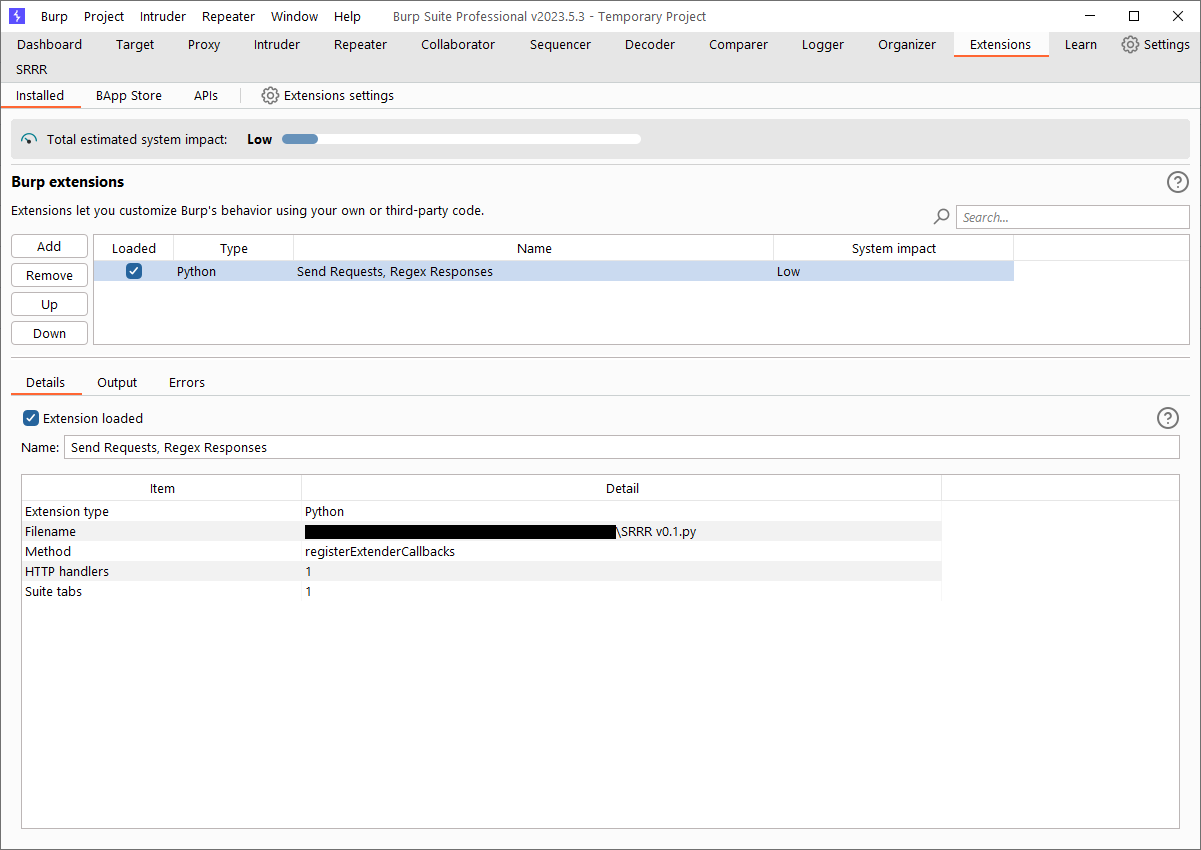 Burp Project Intruder Repeater Window Help Burp Suite Professional v2023.5.3 - Temporary Project
Dashboard Target Proxy Intruder Repeater Collaborator Sequencer Decoder Comparer Logger Organizer Extensions Learn Settings
SRRR
Installed BApp Store APIs Extensions settings
Total estimated system impact: Low
Burp extensions
Extensions let you customize Burp's behavior using your own or third-party code.
Search...
Add
Remove
Up
Down
Loaded Type Name System impact
Python Send Requests, Regex Responses Low
Details Output Errors
Extension loaded
Name: Send Requests, Regex Responses
Item Detail
Extension type Python
Filename \SRRR v0.1.py
Method registerExtenderCallbacks
HTTP handlers 1
Suite tabs 1